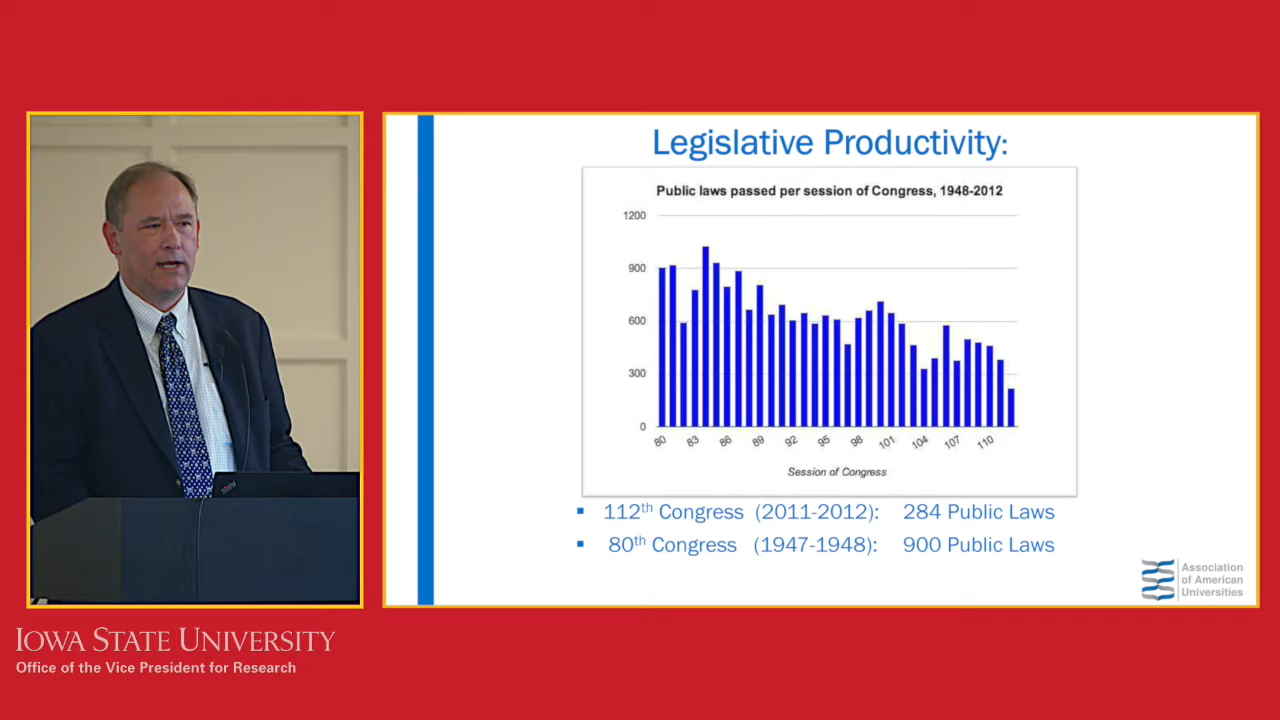 Legislative Productivity:
Public laws passed per session of Congress, 1948-2012
1200
900
600
300
0
80 83 86 89 92 95 98 101 104 107 110
Session of Congress
▪ 112th Congress (2011-2012): 284 Public Laws
▪ 80th Congress (1947-1948): 900 Public Laws
Association
of American
Universities
ThinkPad
IOWA STATE UNIVERSITY
Office of the Vice President for Research